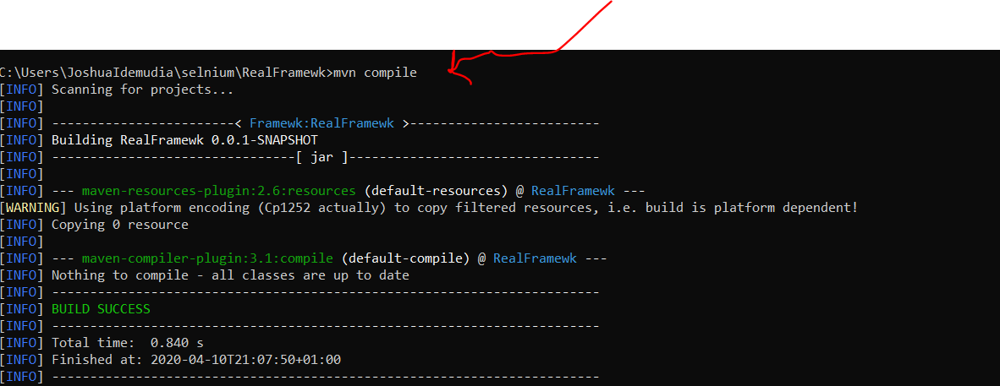 C:\Users\JoshuaIdemudia\selnium\RealFramewk>mvn compile
[INFO] Scanning for projects...
[INFO]
[INFO] ------------------------< Framewk:RealFramewk >-------------------------
[INFO] Building RealFramewk 0.0.1-SNAPSHOT
[INFO] --------------------------------[ jar ]---------------------------------
[INFO]
[INFO] --- maven-resources-plugin:2.6:resources (default-resources) @ RealFramewk ---
[WARNING] Using platform encoding (Cp1252 actually) to copy filtered resources, i.e. build is platform dependent!
[INFO] Copying 0 resource
[INFO]
[INFO] --- maven-compiler-plugin:3.1:compile (default-compile) @ RealFramewk ---
[INFO] Nothing to compile - all classes are up to date
[INFO] ------------------------------------------------------------------------
[INFO] BUILD SUCCESS
[INFO] ------------------------------------------------------------------------
[INFO] Total time:  0.840 s
[INFO] Finished at: 2020-04-10T21:07:50+01:00
[INFO] ------------------------------------------------------------------------